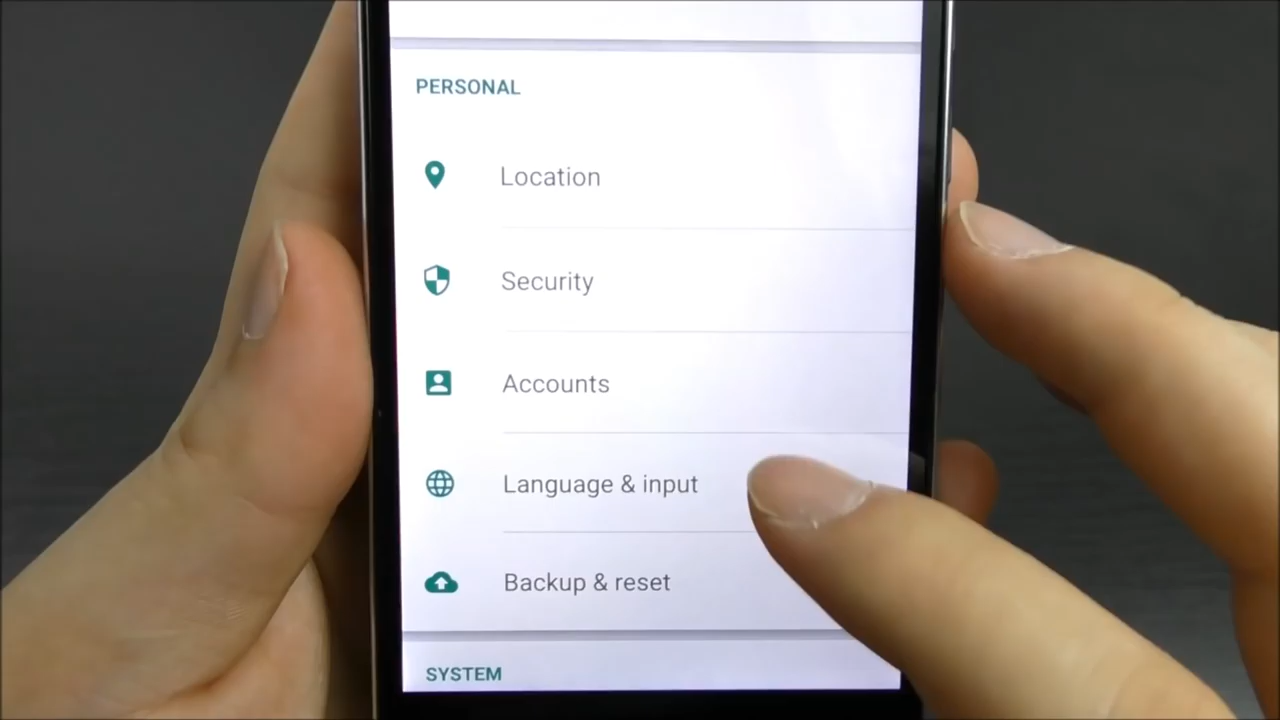 PERSONAL
Location
Security
Accounts
Language & input
Backup & reset
SYSTEM